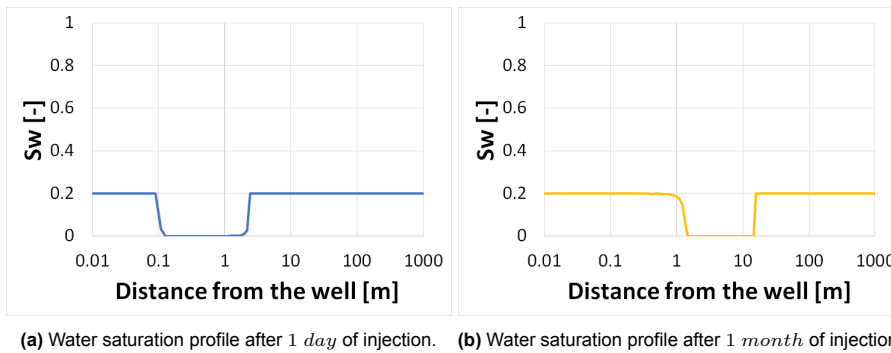 1
0.8
0.6
0.4
0.2
0
Sw [-]
0.01 0.1 1 10 100 1000
Distance from the well [m]
(a) Water saturation profile after 1 day of injection.
1
0.8
0.6
0.4
0.2
0
Sw [-]
0.01 0.1 1 10 100 1000
Distance from the well [m]
(b) Water saturation profile after 1 month of injection